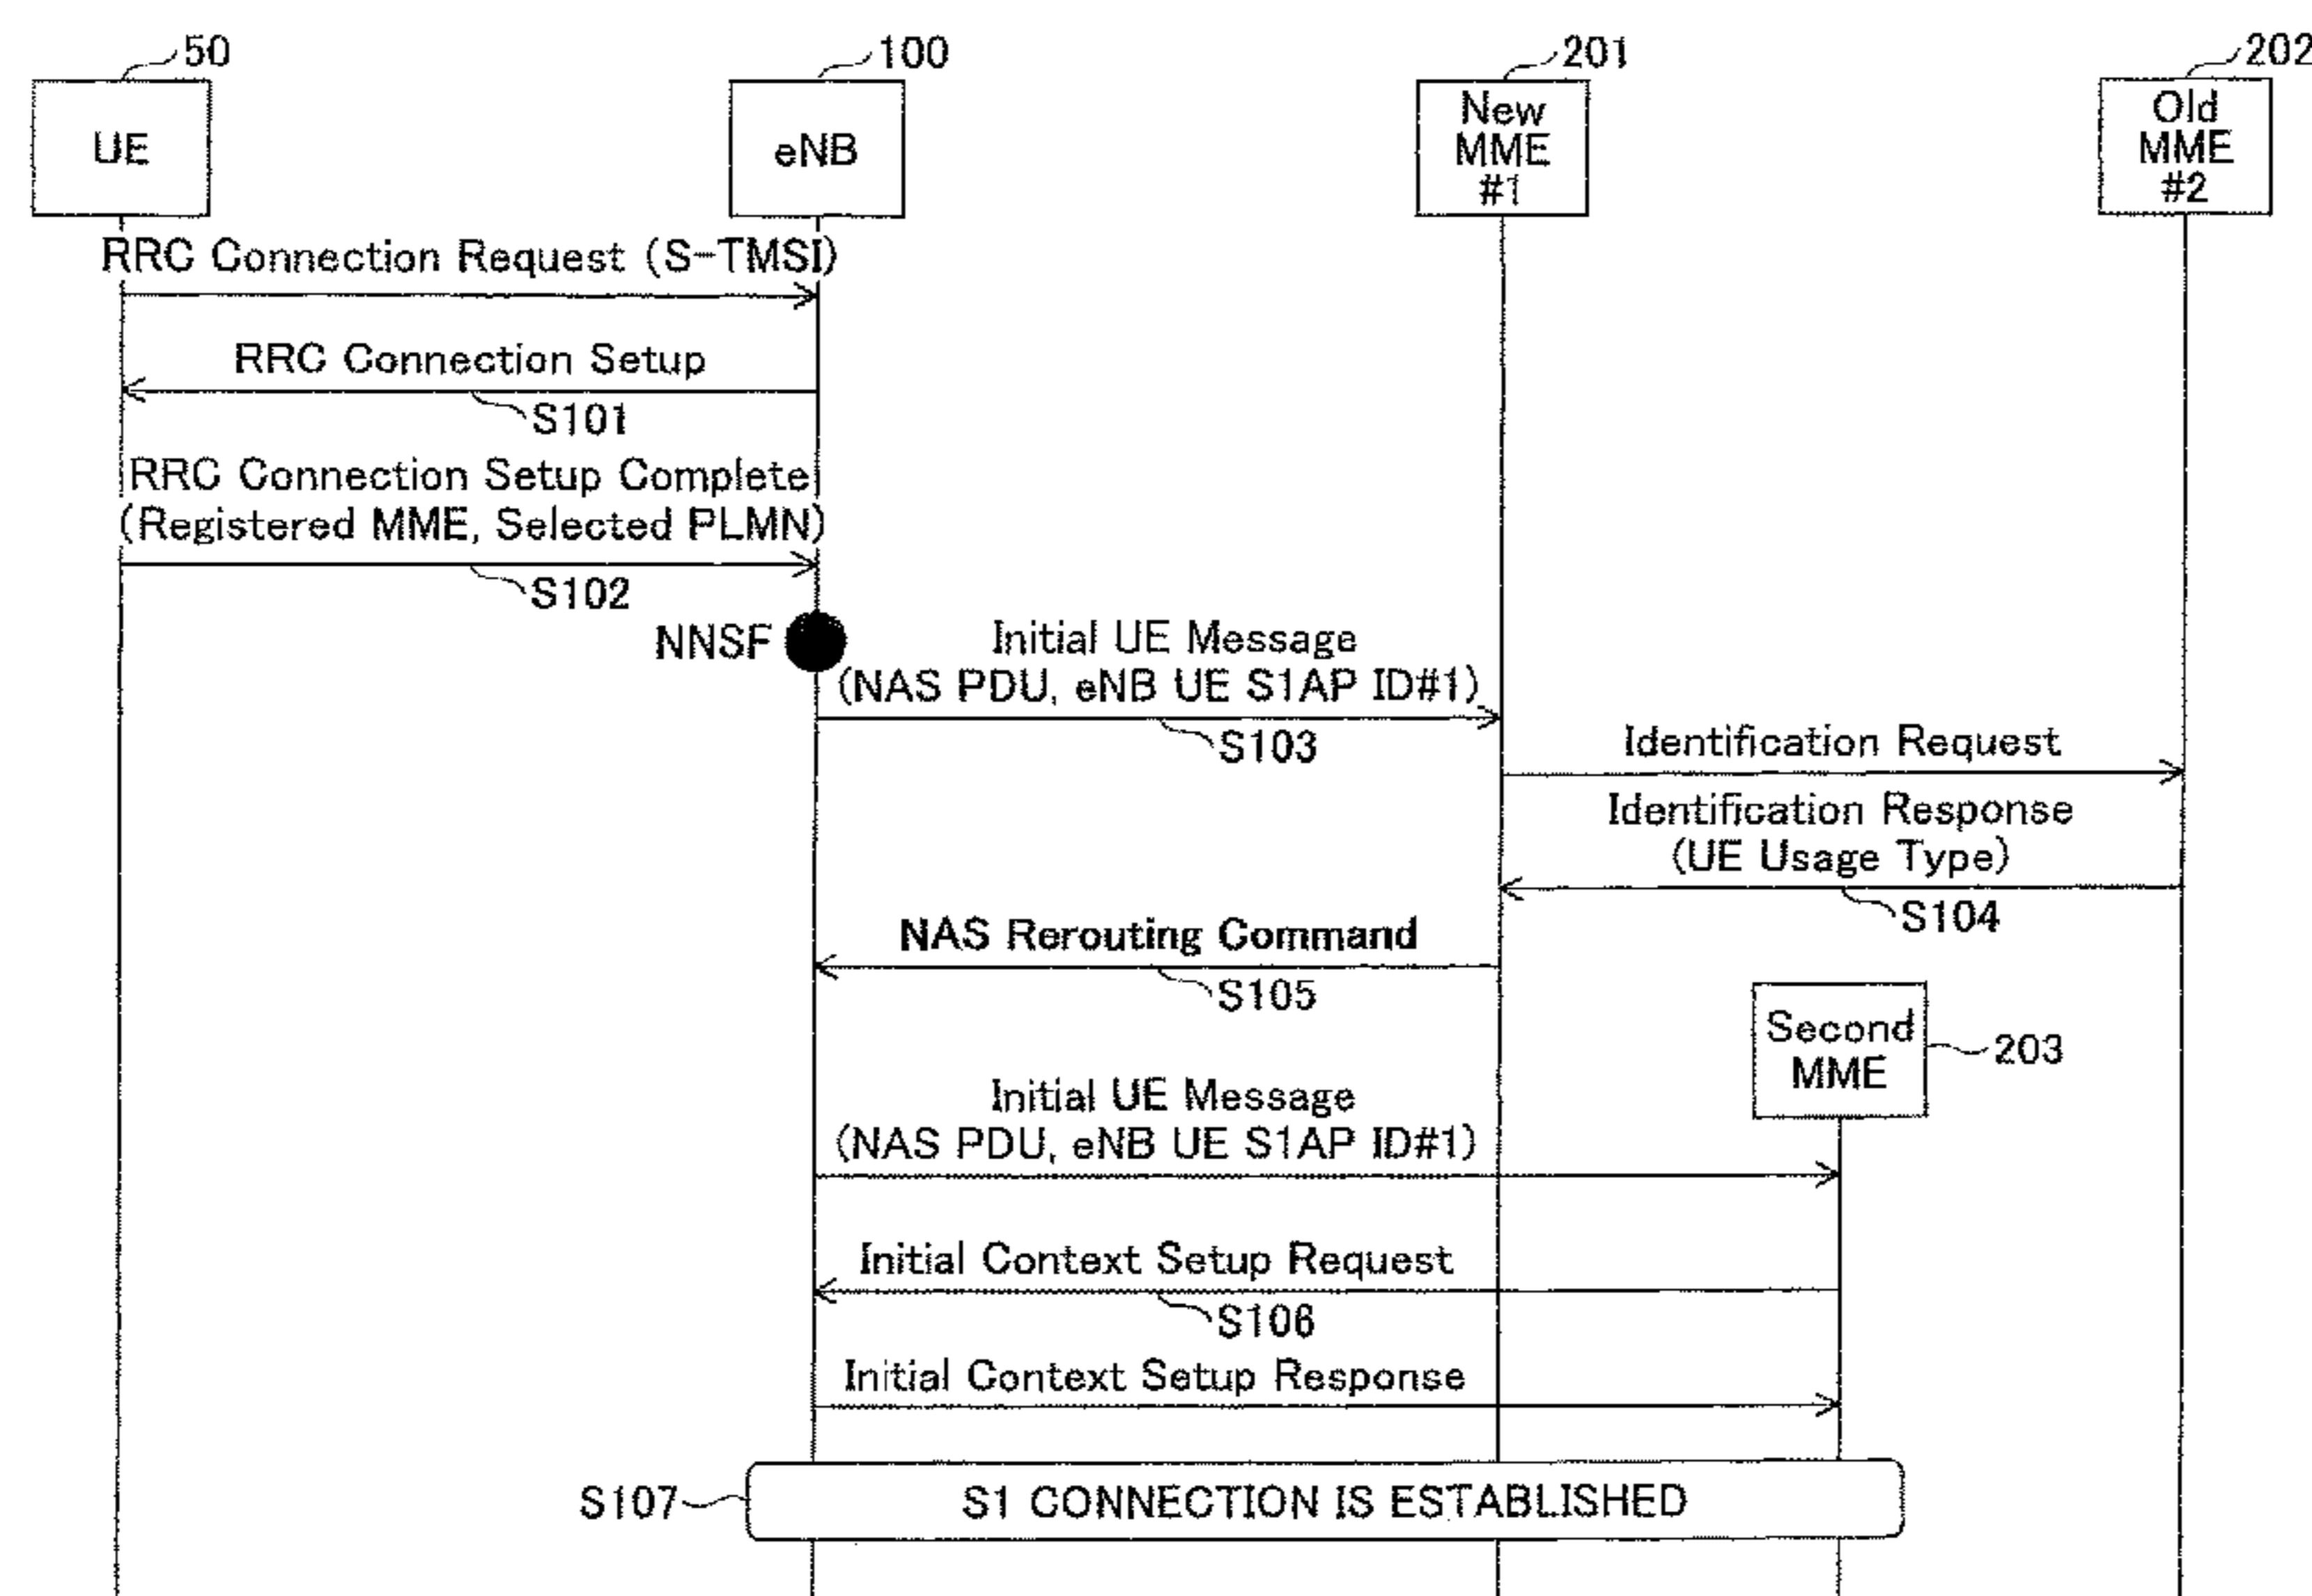 50
100
201
202
UE
eNB
New
MME
#1
Old
MME
#2
RRC Connection Request (S-TMSI)
RRC Connection Setup
S101
RRC Connection Setup Complete
(Registered MME, Selected PLMN)
S102
NNSF
Initial UE Message
(NAS PDU, eNB UE S1AP ID#1)
S103
Identification Request
Identification Response
(UE Usage Type)
S104
NAS Rerouting Command
S105
Second
MME
203
Initial UE Message
(NAS PDU, eNB UE S1AP ID#1)
Initial Context Setup Request
S106
Initial Context Setup Response
S107
S1 CONNECTION IS ESTABLISHED